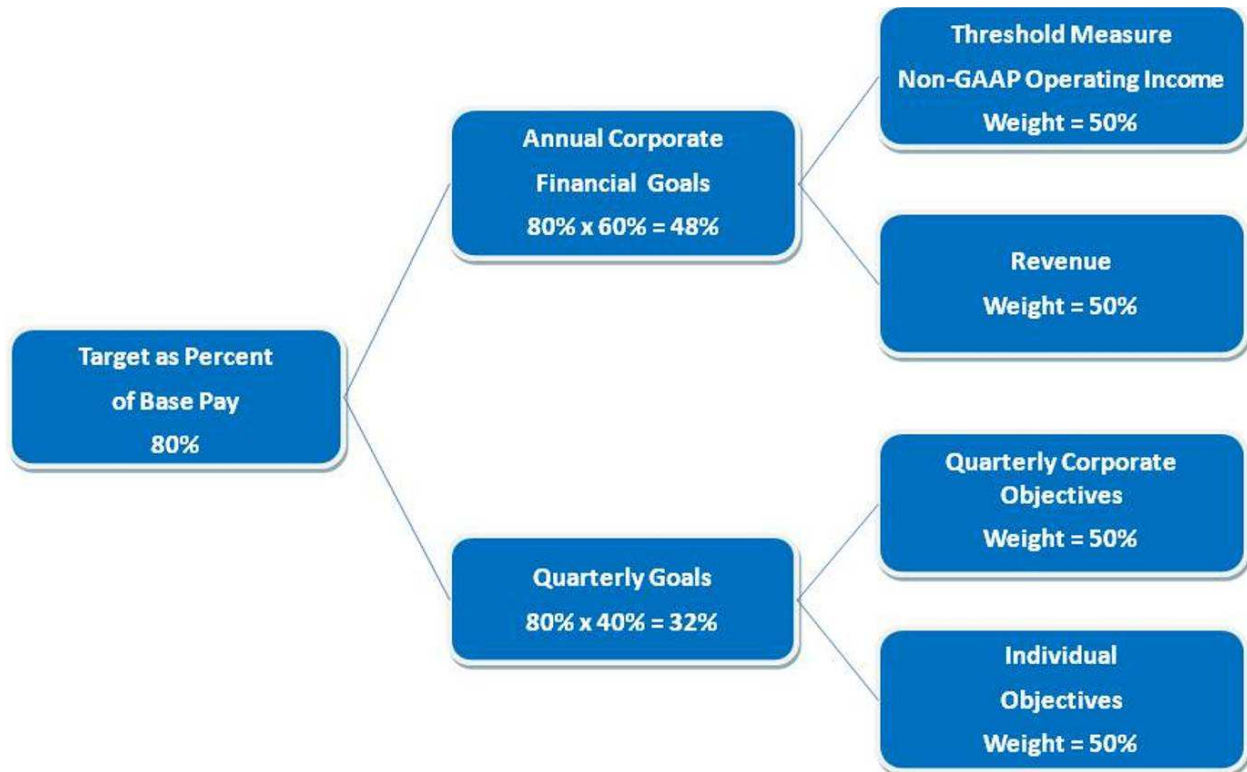 Target as Percent
of Base Pay
80%
Annual Corporate
Financial Goals
80% x 60% = 48%
Threshold Measure
Non-GAAP Operating Income
Weight = 50%
Revenue
Weight = 50%
Quarterly Goals
80% x 40% = 32%
Quarterly Corporate
Objectives
Weight = 50%
Individual
Objectives
Weight = 50%